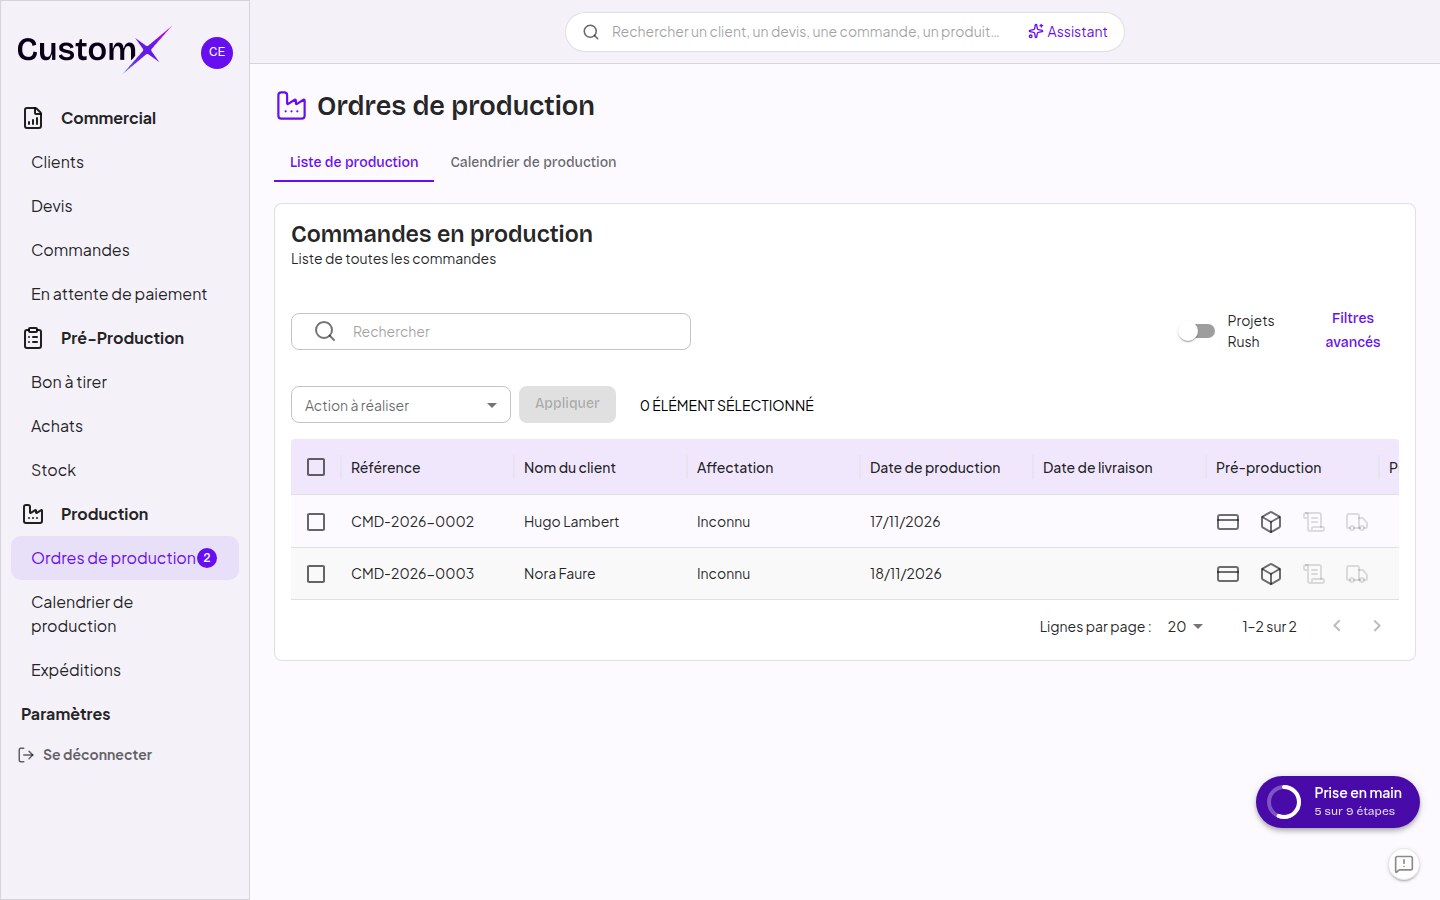 CustomX
CE
Rechercher un client, un devis, une commande, un produit...
Assistant
Commercial
Clients
Devis
Commandes
En attente de paiement
Pré-Production
Bon à tirer
Achats
Stock
Production
Ordres de production 2
Calendrier de
production
Expéditions
Paramètres
Se déconnecter
Ordres de production
Liste de production
Calendrier de production
Commandes en production
Liste de toutes les commandes
Rechercher
Projets
Rush
Filtres
avancés
Action à réaliser
Appliquer
0 ÉLÉMENT SÉLECTIONNÉ
Référence Nom du client Affectation Date de production Date de livraison Pré-production P
CMD-2026-0002 Hugo Lambert Inconnu 17/11/2026
CMD-2026-0003 Nora Faure Inconnu 18/11/2026
Lignes par page : 20 1-2 sur 2
Prise en main
5 sur 9 étapes